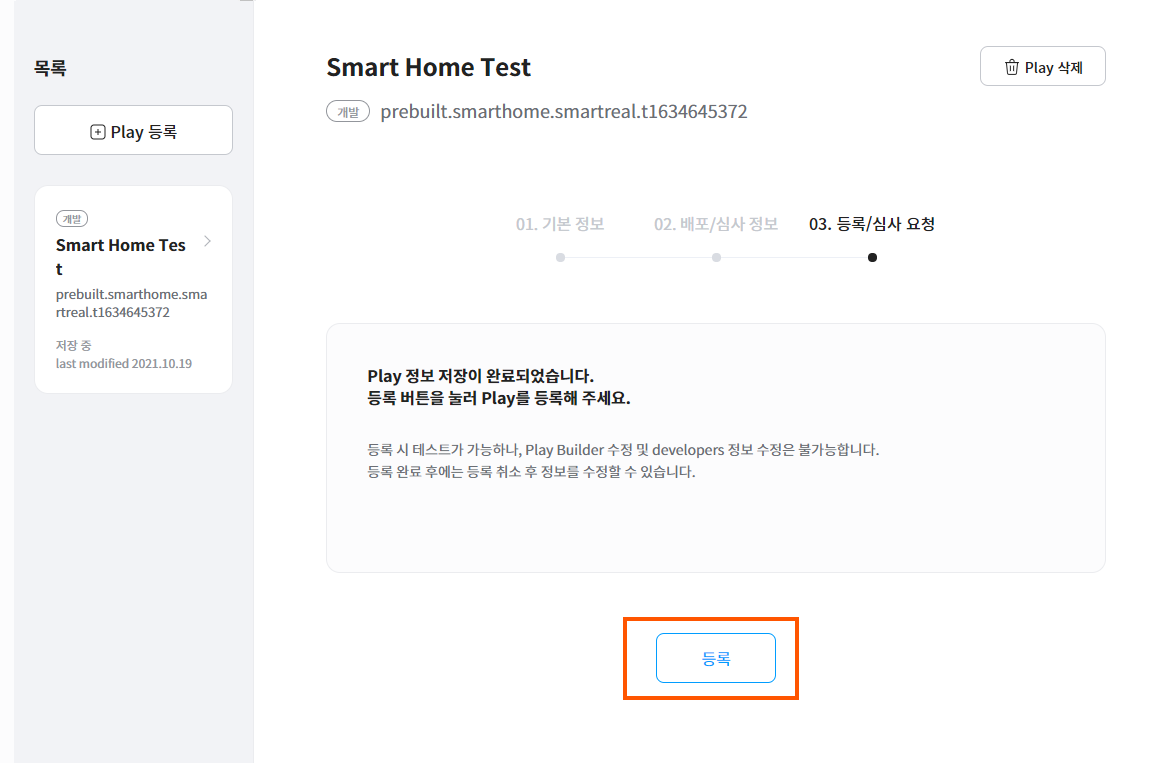 목록
Play 등록
개발
Smart Home Tes
t
prebuilt.smarthome.sma
rtreal.t1634645372
저장 중
last modified 2021.10.19
Smart Home Test
Play 삭제
개발
prebuilt.smarthome.smartreal.t1634645372
01. 기본 정보
02. 배포/심사 정보
03. 등록/심사 요청
Play 정보 저장이 완료되었습니다.
등록 버튼을 눌러 Play를 등록해 주세요.
등록 시 테스트가 가능하나, Play Builder 수정 및 developers 정보 수정은 불가능합니다.
등록 완료 후에는 등록 취소 후 정보를 수정할 수 있습니다.
등록